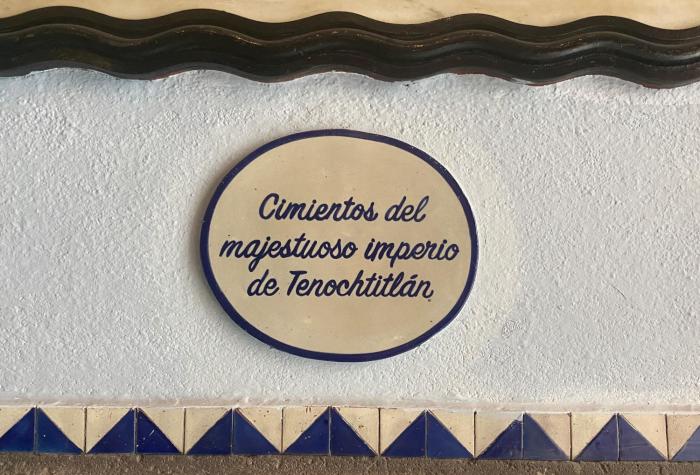 Cimientos del
majestuoso imperio
de Tenochtitlán